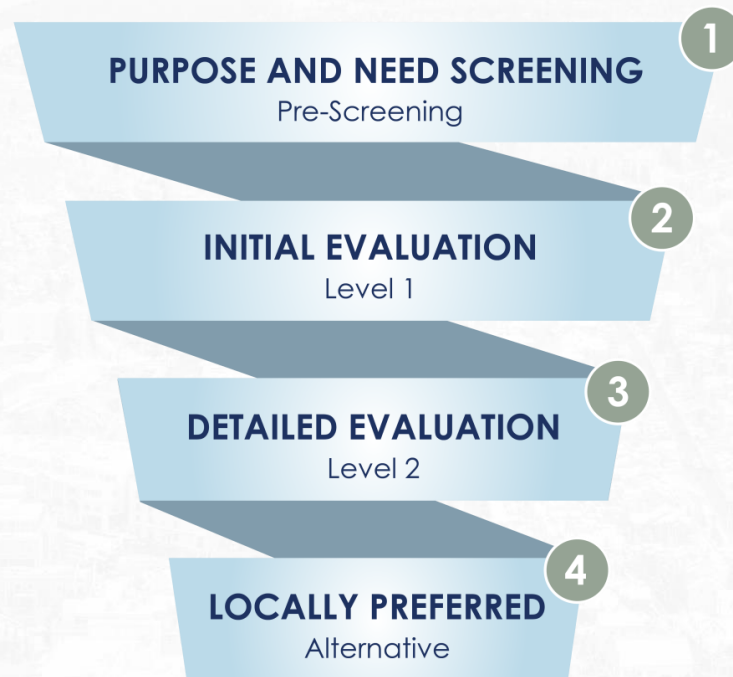 1
PURPOSE AND NEED SCREENING
Pre-Screening
2
INITIAL EVALUATION
Level 1
3
DETAILED EVALUATION
Level 2
4
LOCALLY PREFERRED
Alternative